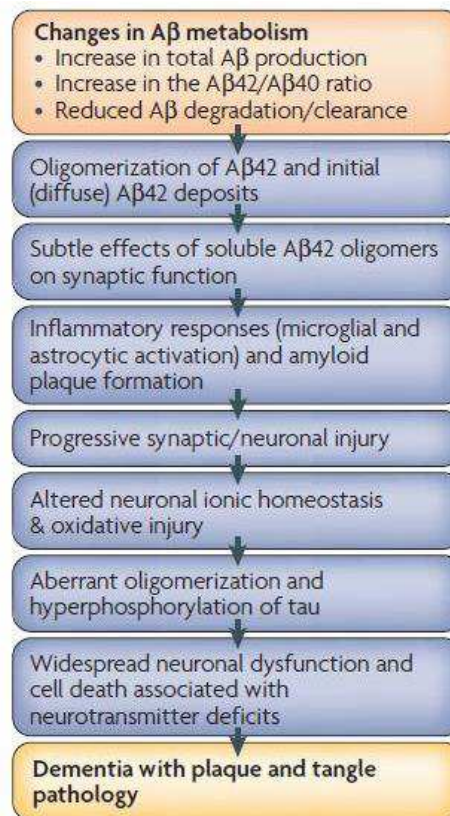 Changes in Aβ metabolism
• Increase in total Aβ production
• Increase in the Aβ42/Aβ40 ratio
• Reduced Aβ degradation/clearance
Oligomerization of Aβ42 and initial
(diffuse) Aβ42 deposits
Subtle effects of soluble Aβ42 oligomers
on synaptic function
Inflammatory responses (microglial and
astrocytic activation) and amyloid
plaque formation
Progressive synaptic/neuronal injury
Altered neuronal ionic homeostasis
& oxidative injury
Aberrant oligomerization and
hyperphosphorylation of tau
Widespread neuronal dysfunction and
cell death associated with
neurotransmitter deficits
Dementia with plaque and tangle
pathology